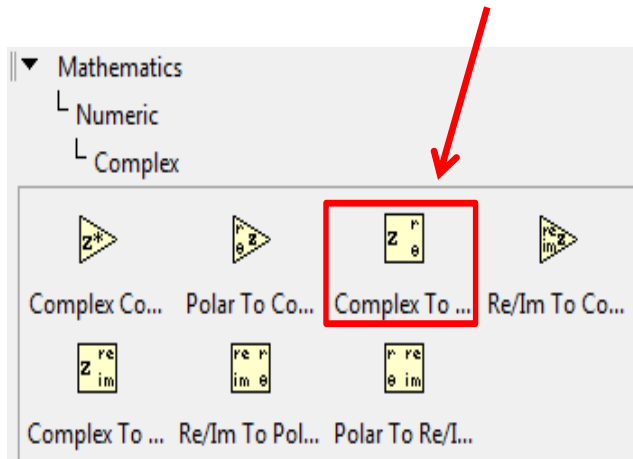 Mathematics
Numeric
Complex
z*
r
θ z
z r
θ
re
im z
Complex Co... Polar To Co... Complex To ... Re/Im To Co...
z re
im
re r
im θ
r re
θ im
Complex To ... Re/Im To Pol... Polar To Re/I...